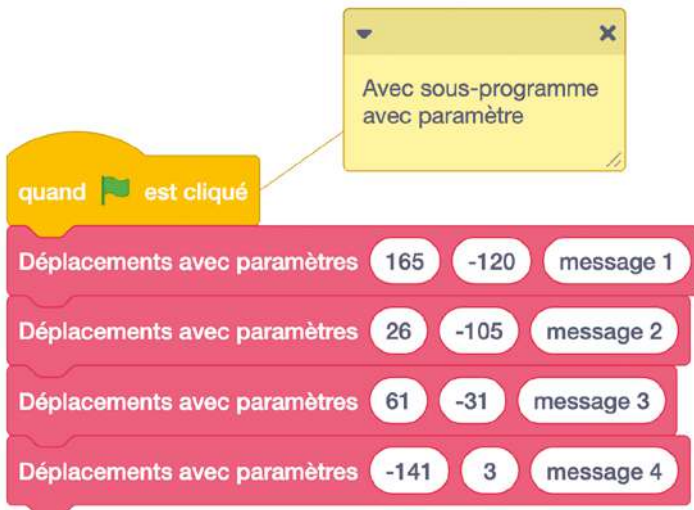 Avec sous-programme
avec paramètre
quand est cliqué
Déplacements avec paramètres 165 -120 message 1
Déplacements avec paramètres 26 -105 message 2
Déplacements avec paramètres 61 -31 message 3
Déplacements avec paramètres -141 3 message 4